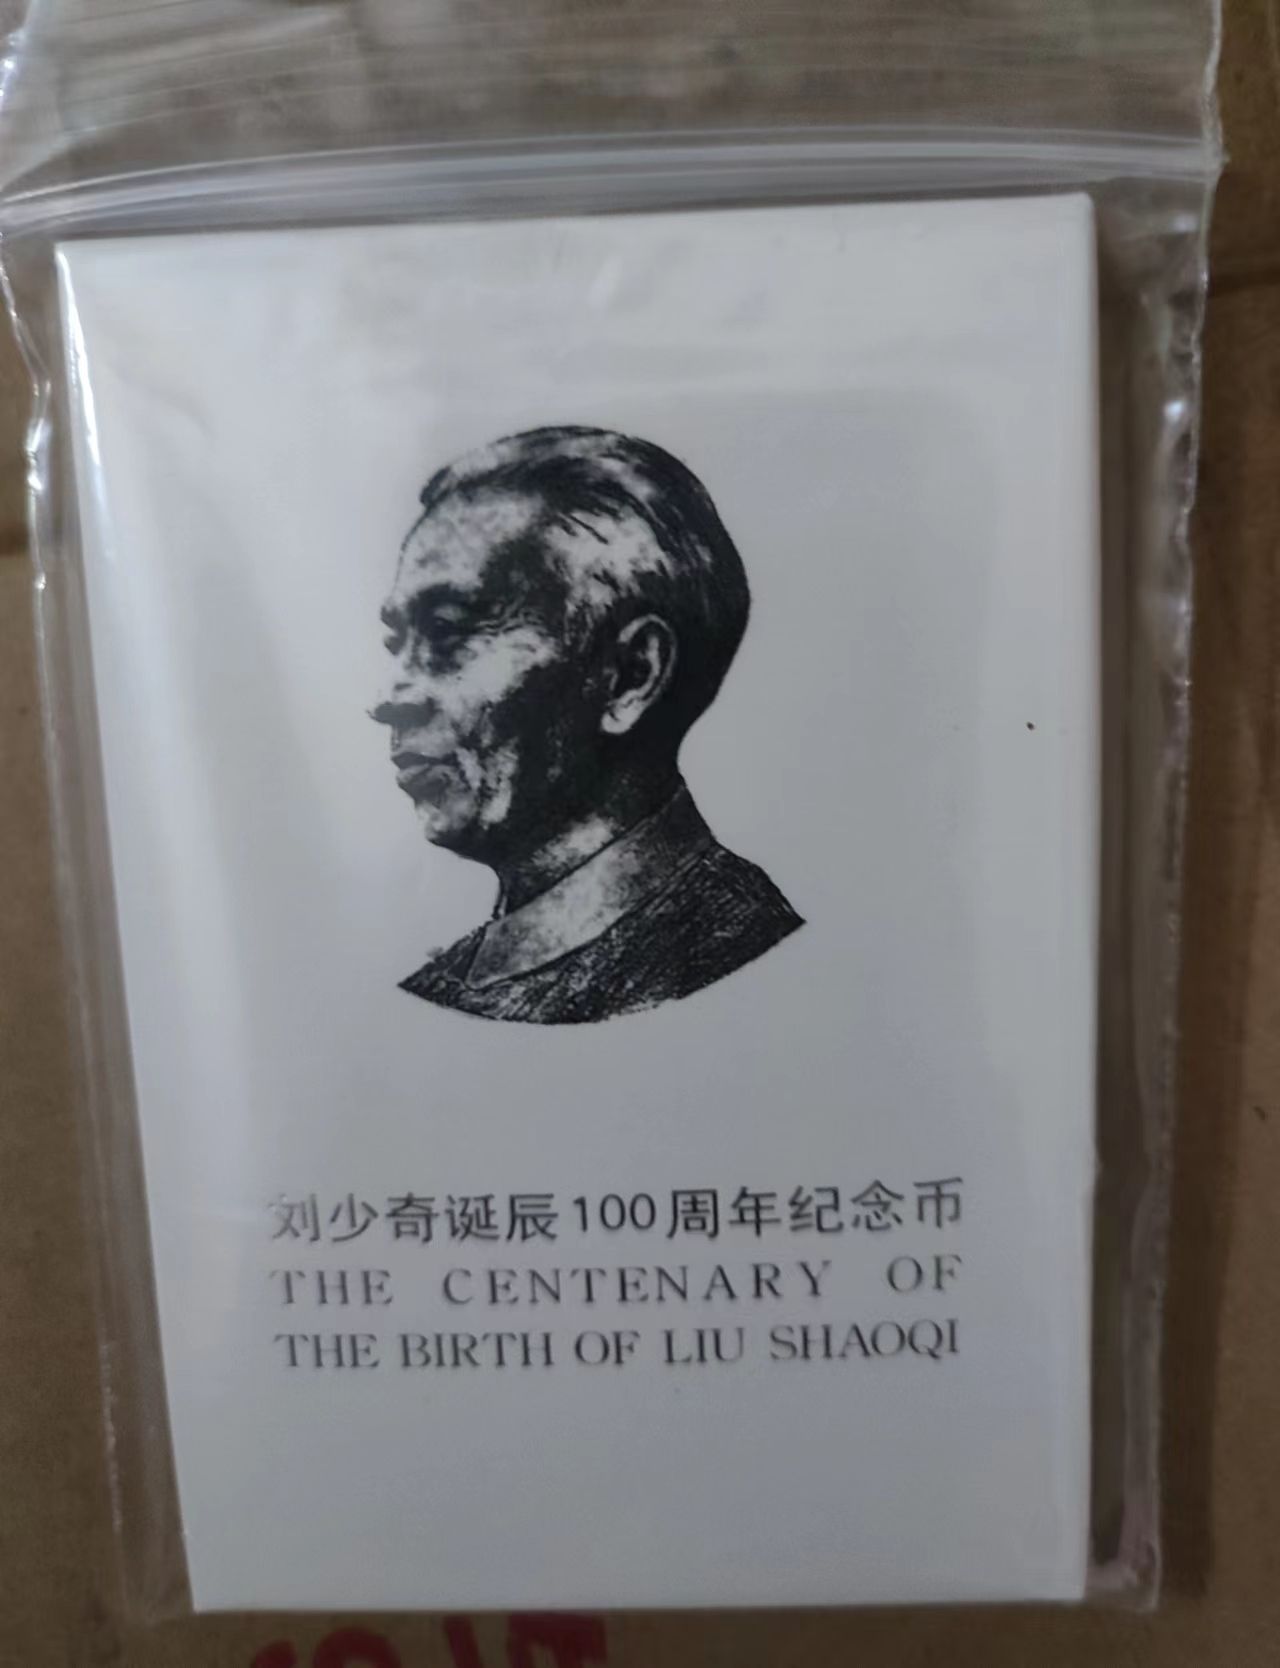 刘少奇诞辰100周年纪念币
THE CENTENARY OF
THE BIRTH OF LIU SHAOQI